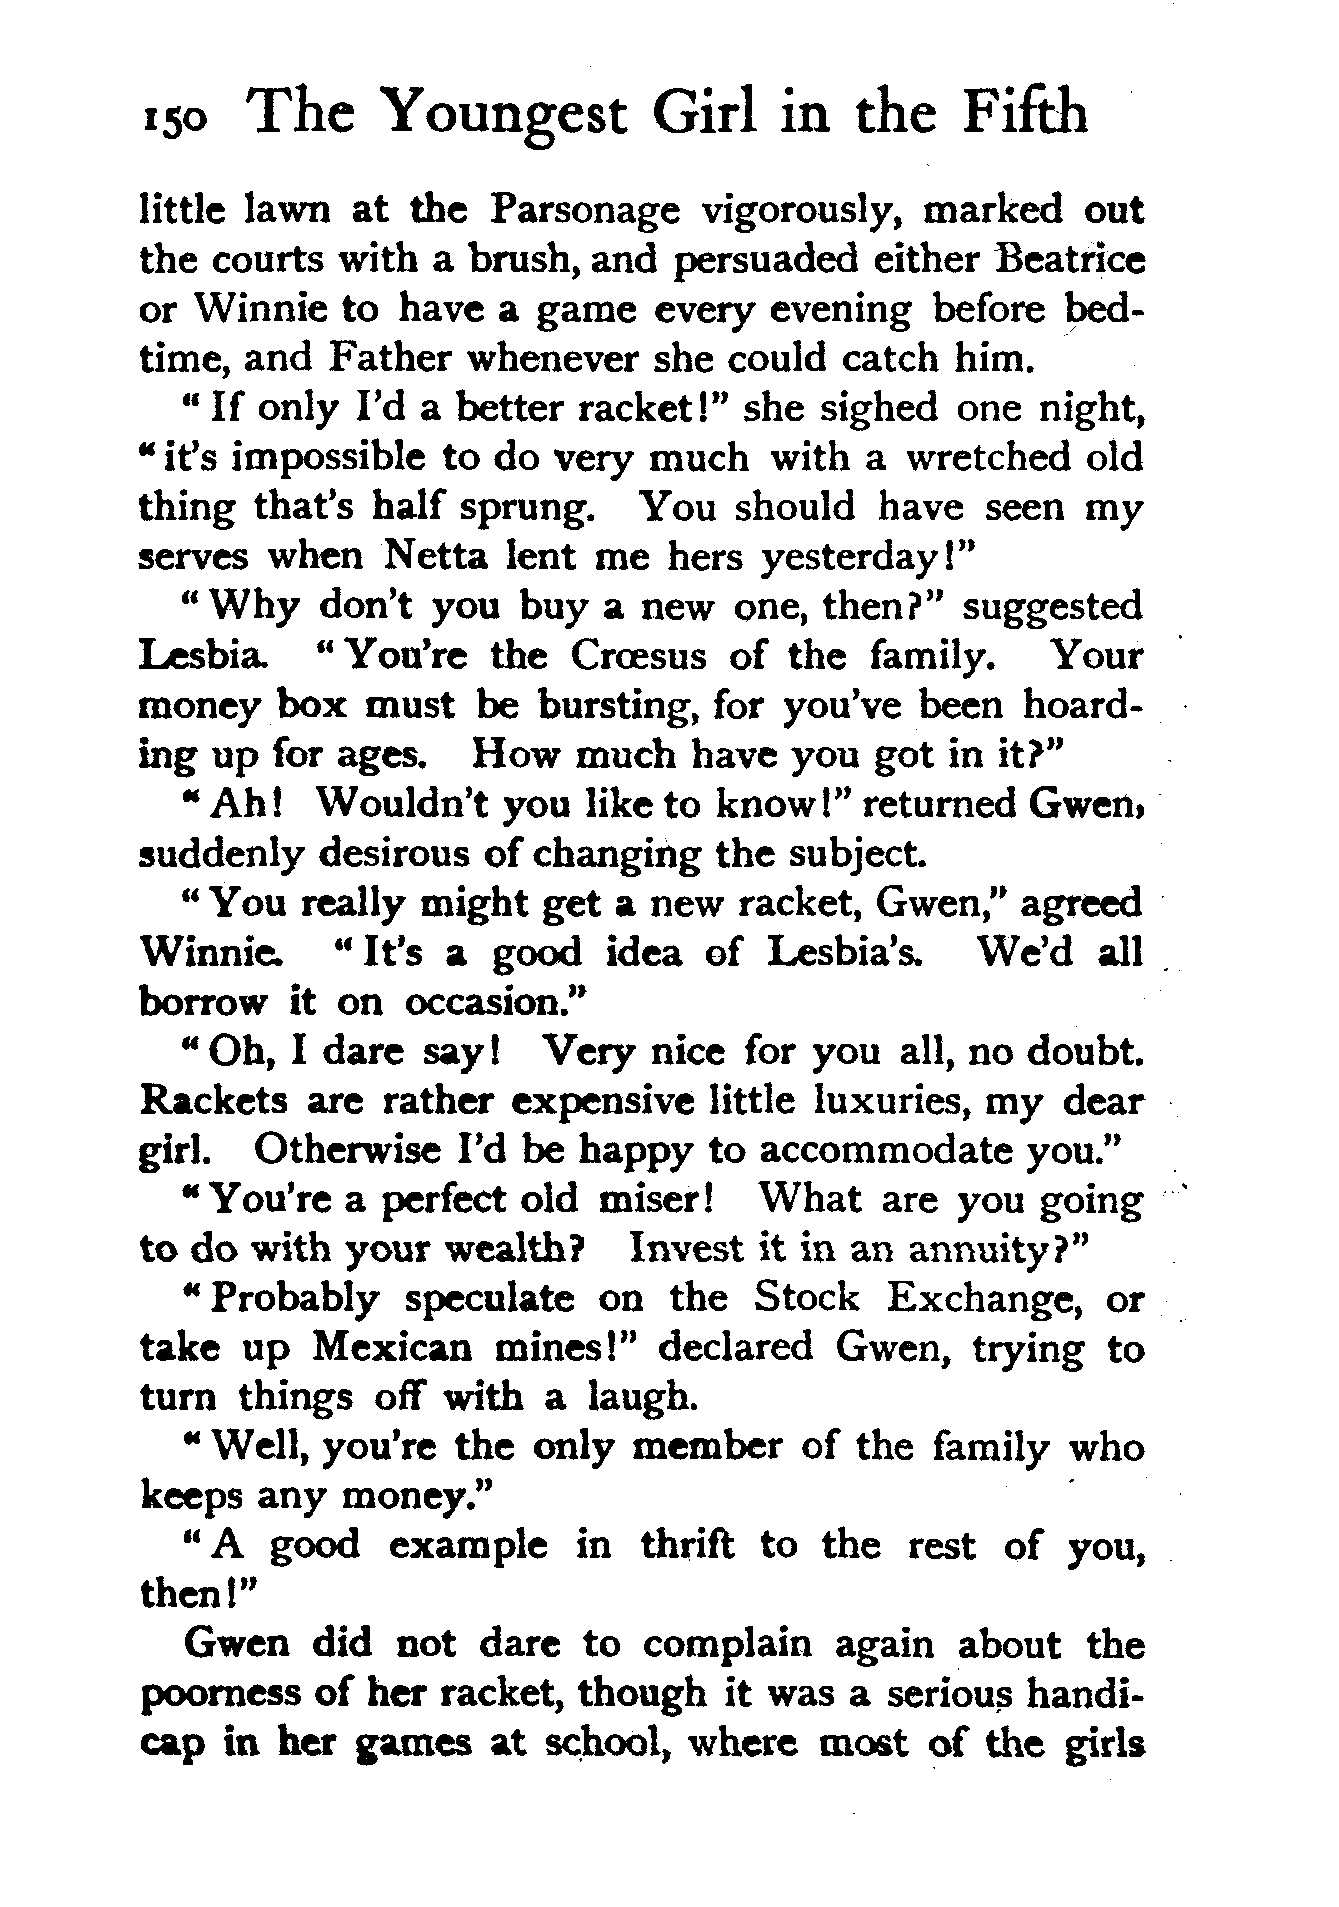 150 The Youngest Girl in the Fifth
little lawn at the Parsonage vigorously, marked out
the courts with a brush, and persuaded either Beatrice
or Winnie to have a game every evening before bed-
time, and Father whenever she could catch him.
“If only I’d a better racket!” she sighed one night,
“it’s impossible to do very much with a wretched old
thing that’s half sprung. You should have seen my
serves when Netta lent me hers yesterday!”
“Why don’t you buy a new one, then?” suggested
Lesbia. “You’re the Crœsus of the family. Your
money box must be bursting, for you’ve been hoard-
ing up for ages. How much have you got in it?”
“Ah! Wouldn’t you like to know!” returned Gwen,
suddenly desirous of changing the subject.
“You really might get a new racket, Gwen,” agreed
Winnie. “It’s a good idea of Lesbia’s. We’d all
borrow it on occasion.”
“Oh, I dare say! Very nice for you all, no doubt.
Rackets are rather expensive little luxuries, my dear
girl. Otherwise I’d be happy to accommodate you.”
“You’re a perfect old miser! What are you going
to do with your wealth? Invest it in an annuity?”
“Probably speculate on the Stock Exchange, or
take up Mexican mines!” declared Gwen, trying to
turn things off with a laugh.
“Well, you’re the only member of the family who
keeps any money.”
“A good example in thrift to the rest of you,
then!”
Gwen did not dare to complain again about the
poorness of her racket, though it was a serious handi-
cap in her games at school, where most of the girls